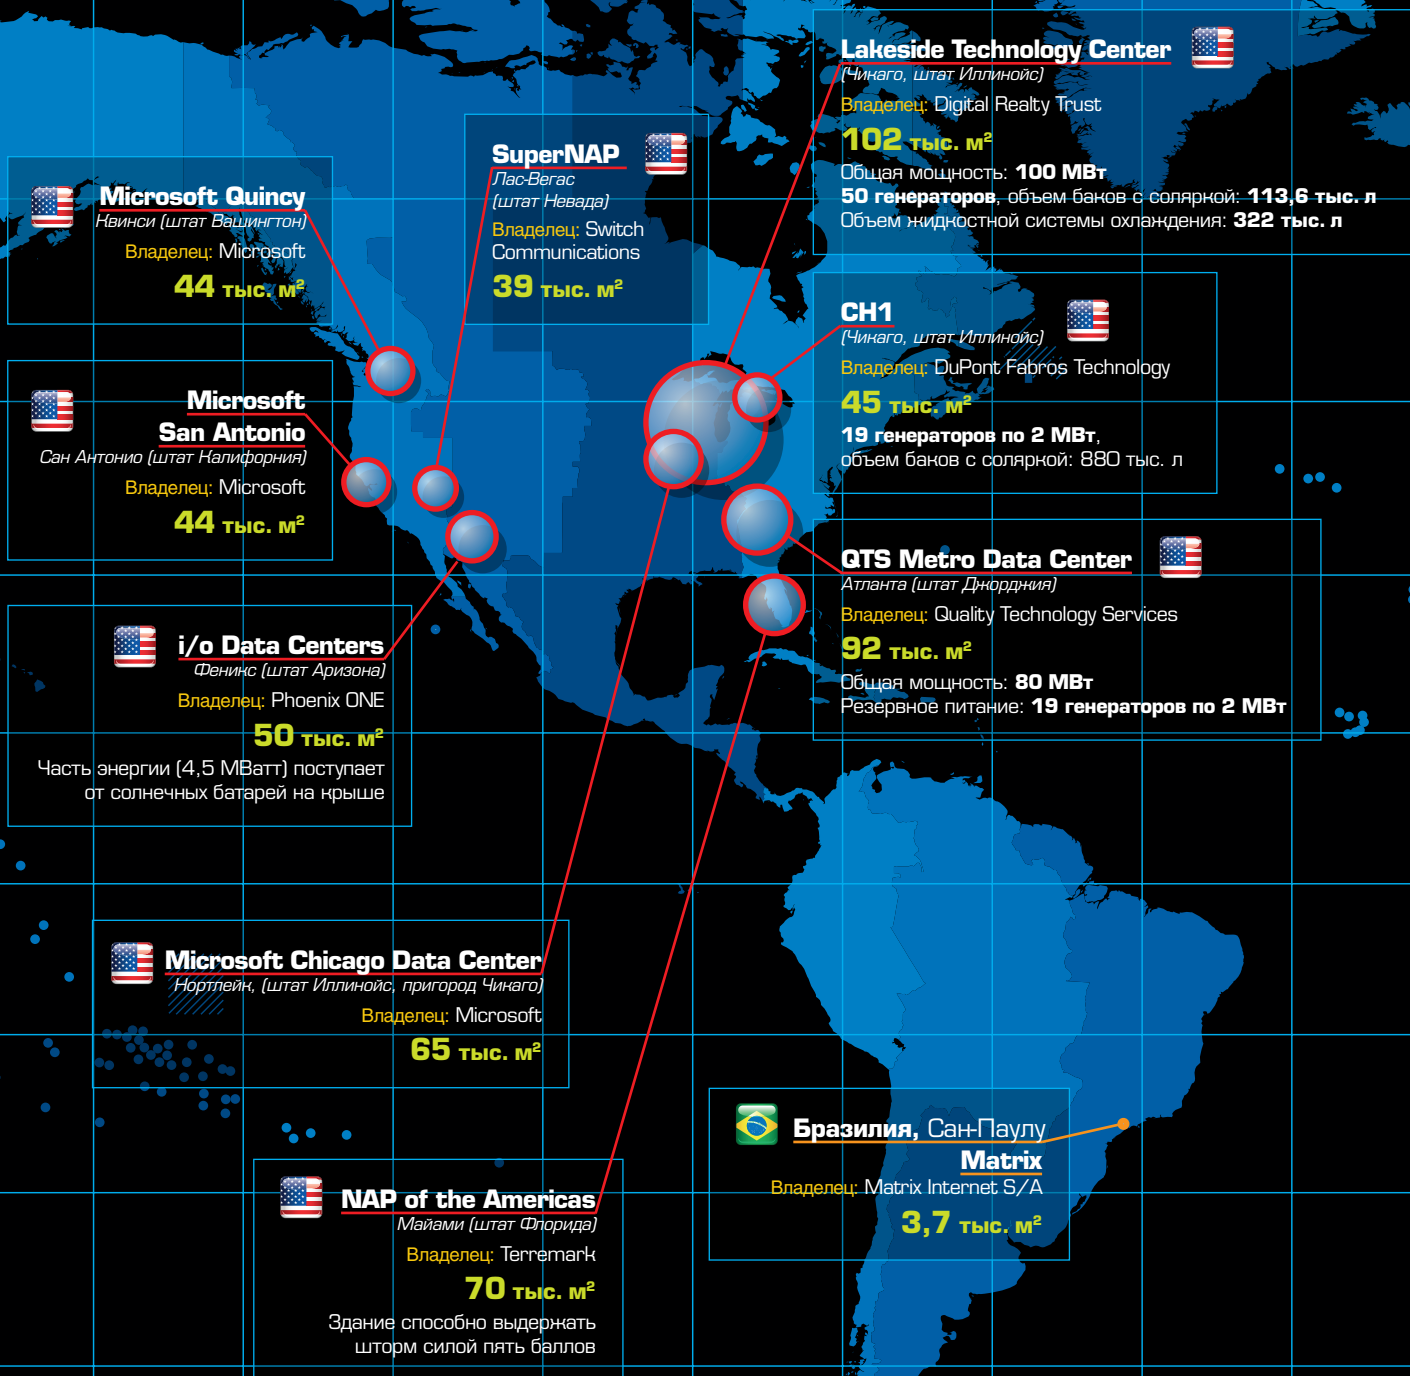 Lakeside Technology Center
(Чикаго, штат Иллинойс)
Владелец: Digital Realty Trust
102 тыс. м²
Общая мощность: 100 МВт
50 генераторов, объем баков с соляркой: 113,6 тыс. л
Объем жидкостной системы охлаждения: 322 тыс. л
SuperNAP
Лас-Вегас
(штат Невада)
Владелец: Switch
Communications
39 тыс. м²
Microsoft Quincy
Квинси (штат Вашингтон)
Владелец: Microsoft
44 тыс. м²
CH1
(Чикаго, штат Иллинойс)
Владелец: DuPont Fabros Technology
45 тыс. м²
19 генераторов по 2 МВт,
объем баков с соляркой: 880 тыс. л
Microsoft
San Antonio
Сан Антонио (штат Калифорния)
Владелец: Microsoft
44 тыс. м²
QTS Metro Data Center
Атланта (штат Джорджия)
Владелец: Quality Technology Services
92 тыс. м²
Общая мощность: 80 МВт
Резервное питание: 19 генераторов по 2 МВт
i/o Data Centers
Феникс (штат Аризона)
Владелец: Phoenix ONE
50 тыс. м²
Часть энергии (4,5 МВатт) поступает
от солнечных батарей на крыше
Microsoft Chicago Data Center
Нортлейк, (штат Иллинойс, пригород Чикаго)
Владелец: Microsoft
65 тыс. м²
Бразилия, Сан-Паулу
Matrix
Владелец: Matrix Internet S/A
3,7 тыс. м²
NAP of the Americas
Майами (штат Флорида)
Владелец: Terremark
70 тыс. м²
Здание способно выдержать
шторм силой пять баллов